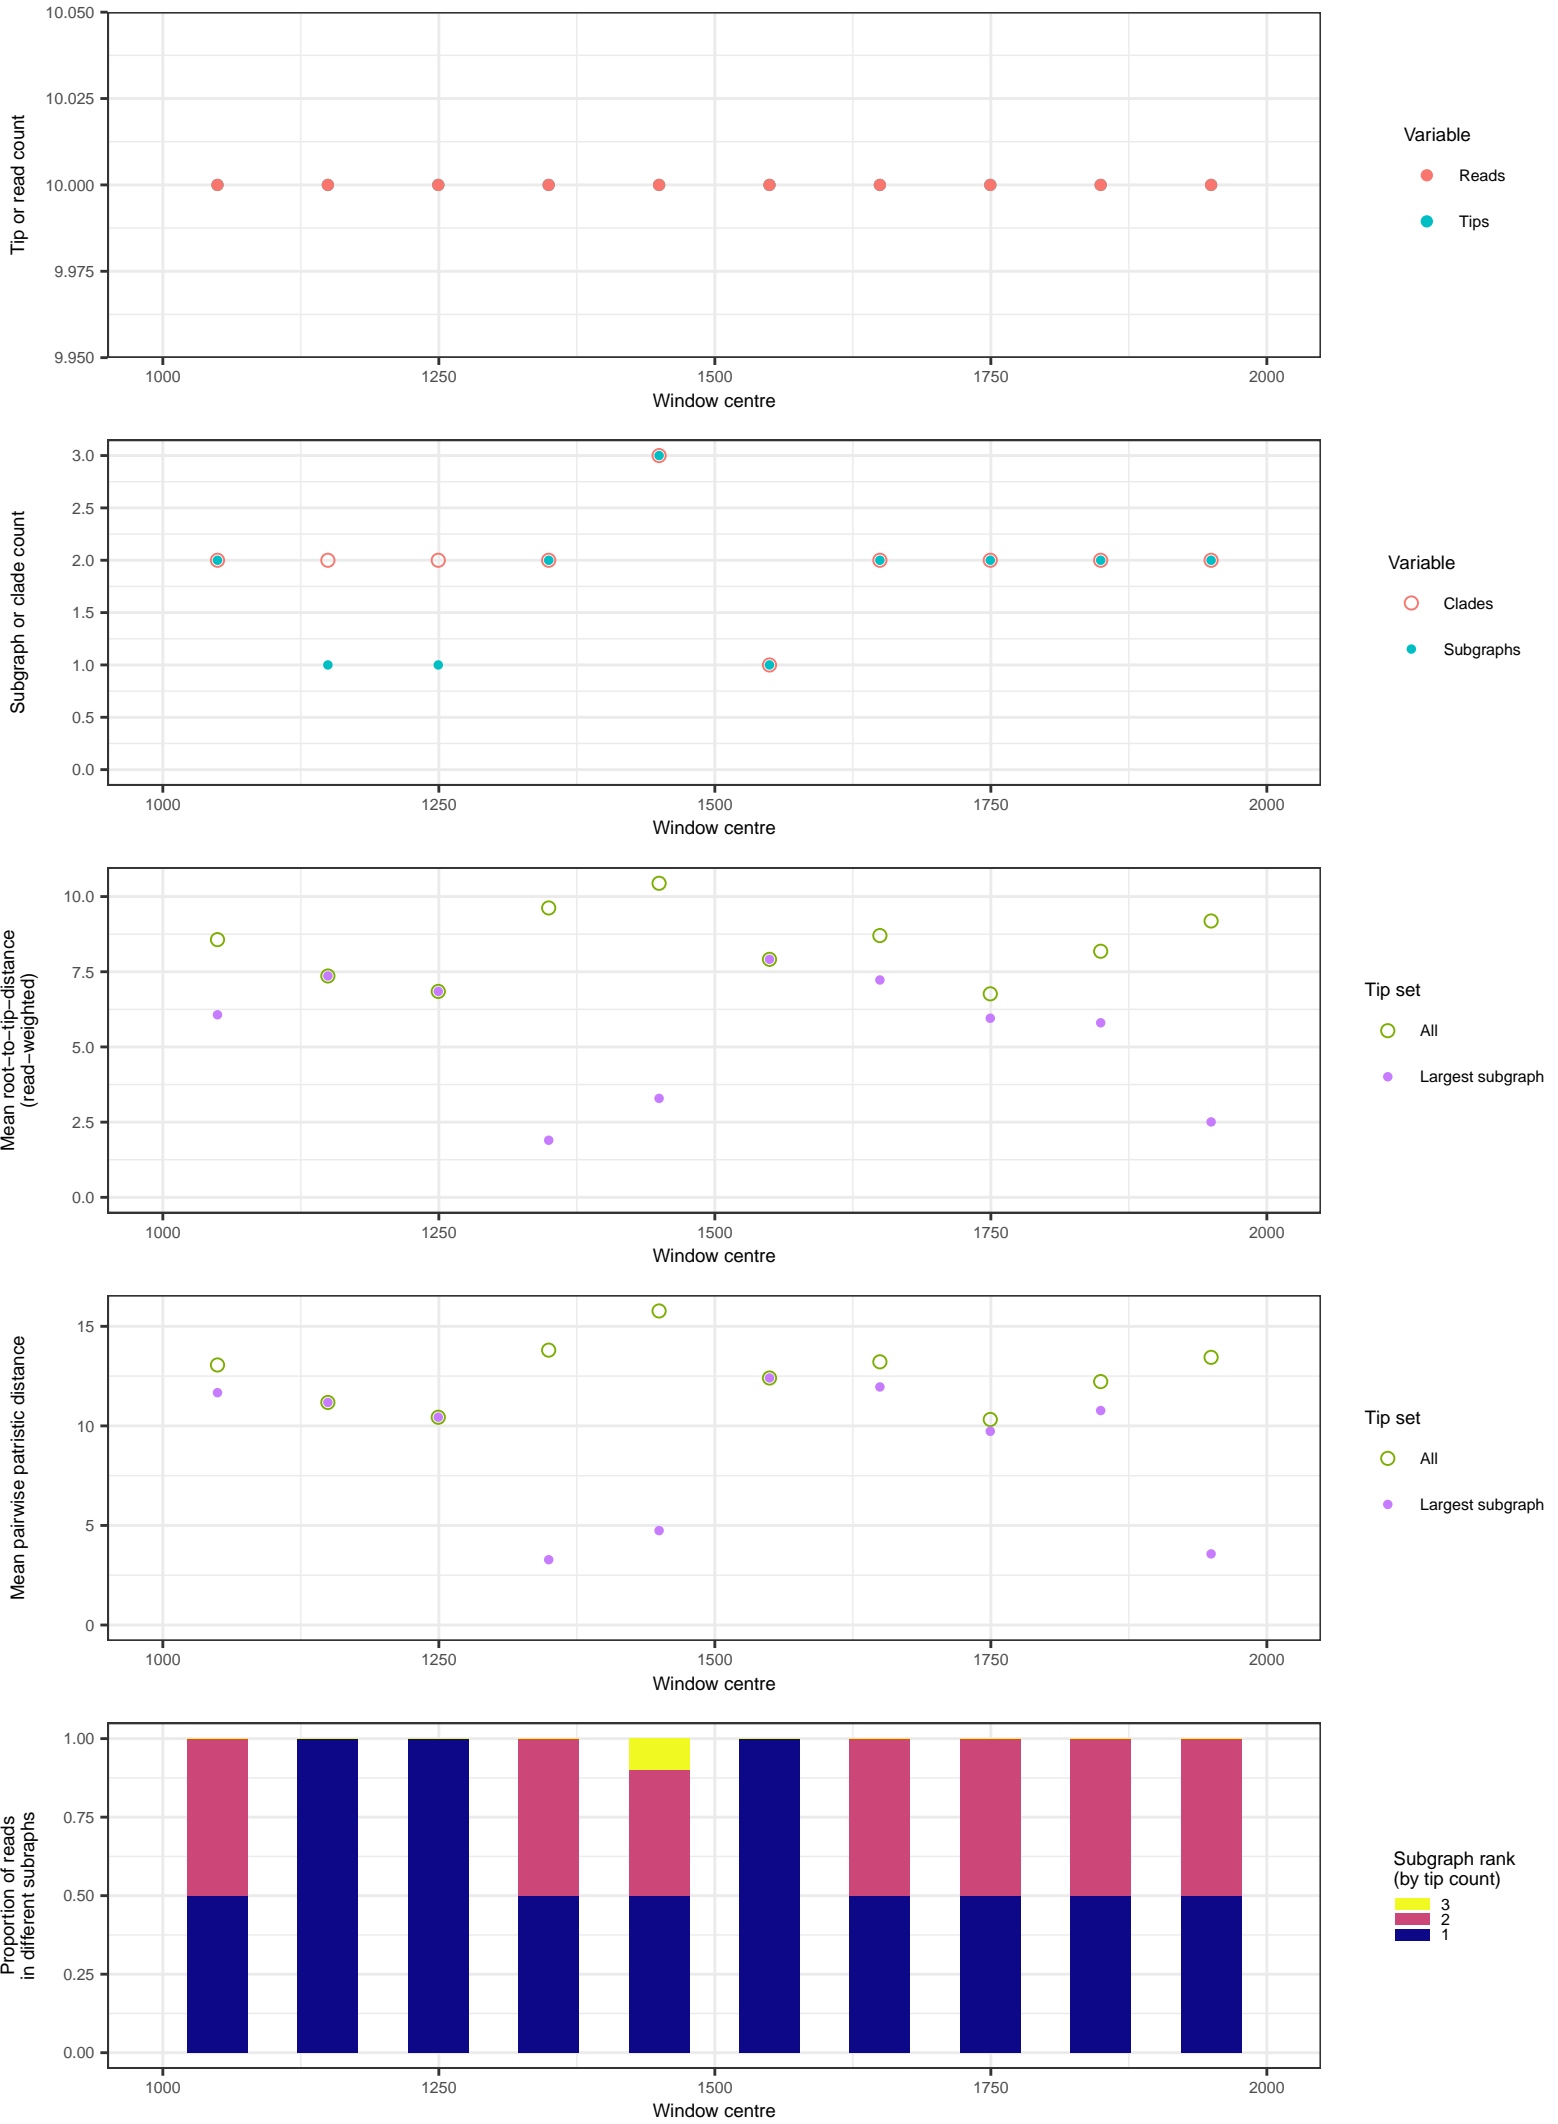 10.050
10.025
10.000
9.975
9.950
Tip or read count
1000
1250
1500
1750
2000
Window centre
Variable
Reads
Tips
3.0
2.5
2.0
1.5
1.0
0.5
0.0
Subgraph or clade count
1000
1250
1500
1750
2000
Window centre
Variable
Clades
Subgraphs
10.0
7.5
5.0
2.5
0.0
Mean root−to−tip−distance
(read−weighted)
1000
1250
1500
1750
2000
Window centre
Tip set
All
Largest subgraph
15
10
5
0
Mean pairwise patristic distance
1000
1250
1500
1750
2000
Window centre
Tip set
All
Largest subgraph
1.00
0.75
0.50
0.25
0.00
Proportion of reads
in different subraphs
1000
1250
1500
1750
2000
Window centre
Subgraph rank
(by tip count)
3
2
1